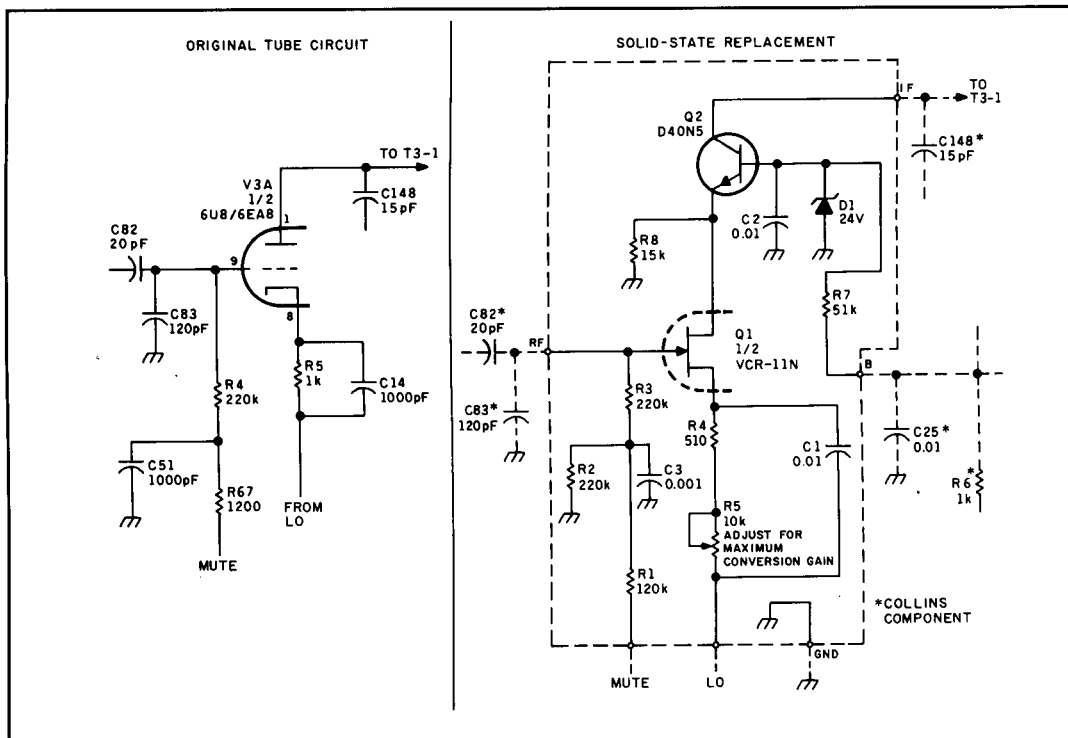 ORIGINAL TUBE CIRCUIT
TO T3-1
V3A
1/2
6U8/6EA8
1
C148
15pF
C82
20pF
9
8
C83
120pF
R5
1k
C14
1000pF
R4
220k
C51
1000pF
R67
1200
FROM
LO
MUTE
SOLID-STATE REPLACEMENT
IF
TO
T3-1
Q2
D40N5
C148*
15pF
C2
0.01
D1
24V
R8
15k
R7
51k
C82*
20pF
RF
Q1
1/2
VCR-11N
B
C83*
120pF
R3
220k
R4
510
C1
0.01
C25*
0.01
R6*
1k
R2
220k
C3
0.001
R5
10k
ADJUST FOR
MAXIMUM
CONVERSION GAIN
R1
120k
*COLLINS
COMPONENT
GND
MUTE
LO